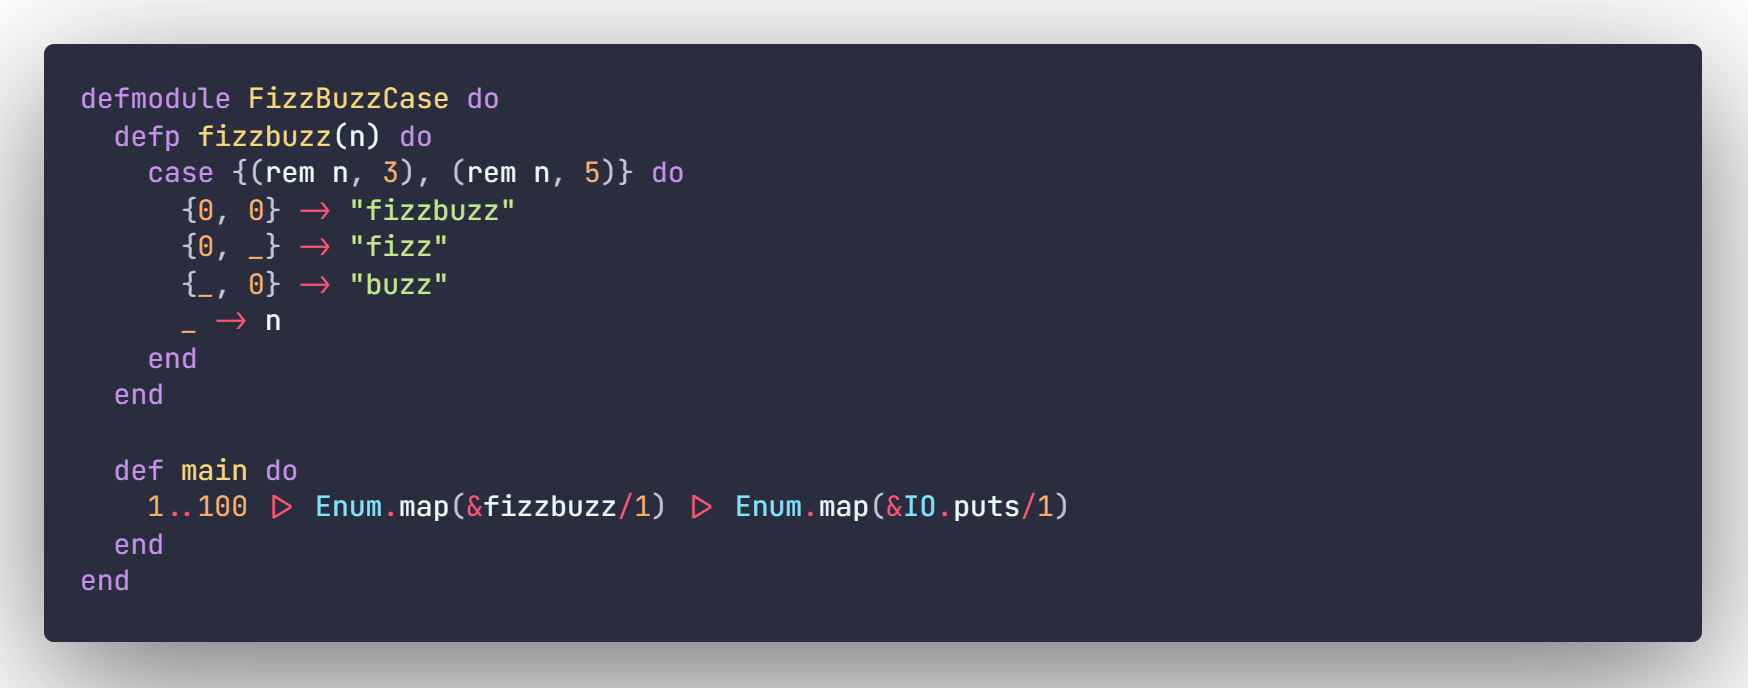 defmodule FizzBuzzCase do
  defp fizzbuzz(n) do
    case {(rem n, 3), (rem n, 5)} do
      {0, 0} -> "fizzbuzz"
      {0, _} -> "fizz"
      {_, 0} -> "buzz"
      _ -> n
    end
  end

  def main do
    1..100 |> Enum.map(&fizzbuzz/1) |> Enum.map(&IO.puts/1)
  end
end